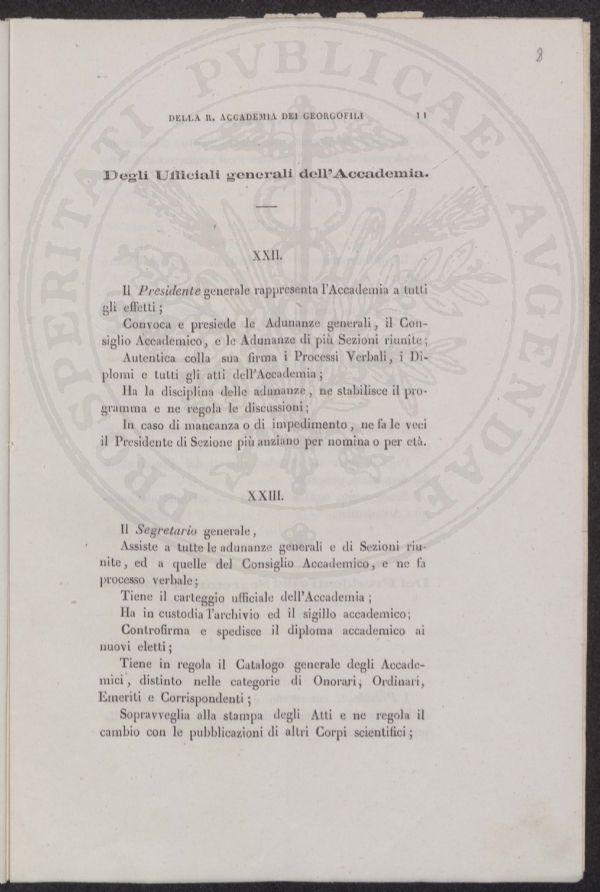 8
DELLA R. ACCADEMIA DEI GEORGOFILI 11
Degli Ufficiali generali dell'Accademia.
XXII.
Il Presidente generale rappresenta l'Accademia a tutti
gli effetti ;
Convoca e presiede le Adunanze generali, il Con-
siglio Accademico, e le Adunanze di più Sezioni riunite ;
Autentica colla sua firma i Processi Verbali, i Di-
plomi e tutti gli atti dell'Accademia ;
Ha la disciplina delle adunanze, ne stabilisce il pro-
gramma e ne regola le discussioni ;
In caso di mancanza o di impedimento, ne fa le veci
il Presidente di Sezione più anziano per nomina o per età.
XXIII.
Il Segretario generale,
Assiste a tutte le adunanze generali e di Sezioni riu-
nite, ed a quelle del Consiglio Accademico, e ne fa
processo verbale ;
Tiene il carteggio ufficiale dell'Accademia ;
Ha in custodia l'archivio ed il sigillo accademico ;
Controfirma e spedisce il diploma accademico ai
nuovi eletti ;
Tiene in regola il Catalogo generale degli Accade-
mici, distinto nelle categorie di Onorari, Ordinari,
Emeriti e Corrispondenti ;
Sopravveglia alla stampa degli Atti e ne regola il
cambio con le pubblicazioni di altri Corpi scientifici ;
PROSPERITATI PVBLICAE AVGENDAE